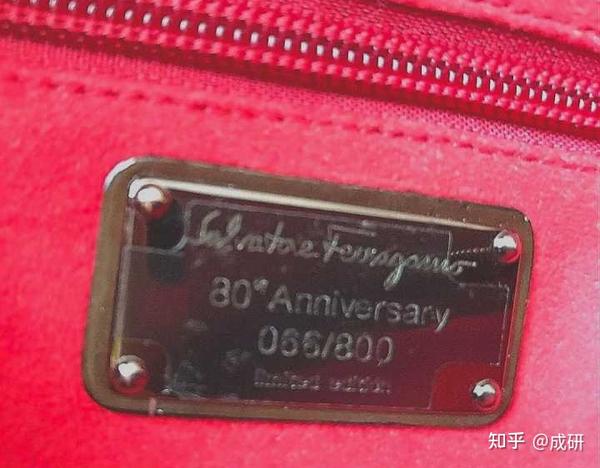 Salvatore Ferragamo
80° Anniversary
066/800
limited edition
知乎 @成研